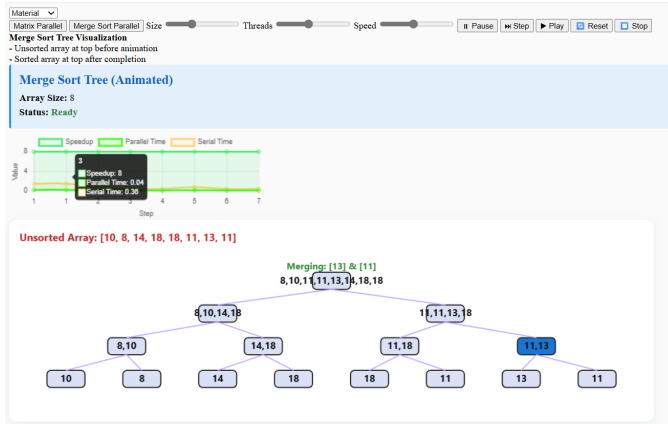 Material
Matrix Parallel Merge Sort Parallel Size Threads Speed Pause Step Play Reset Stop
Merge Sort Tree Visualization
- Unsorted array at top before animation
- Sorted array at top after completion
Merge Sort Tree (Animated)
Array Size: 8
Status: Ready
Speedup Parallel Time Serial Time
8
4
0
Value
3
Speedup: 8
Parallel Time: 0.04
Serial Time: 0.36
1 1 2 3 4 5 6 7
Step
Unsorted Array: [10, 8, 14, 18, 18, 11, 13, 11]
Merging: [13] & [11]
8,10,11,11,13,14,18,18
8,10,14,18 11,11,13,18
8,10 14,18 11,18 11,13
10 8 14 18 18 11 13 11